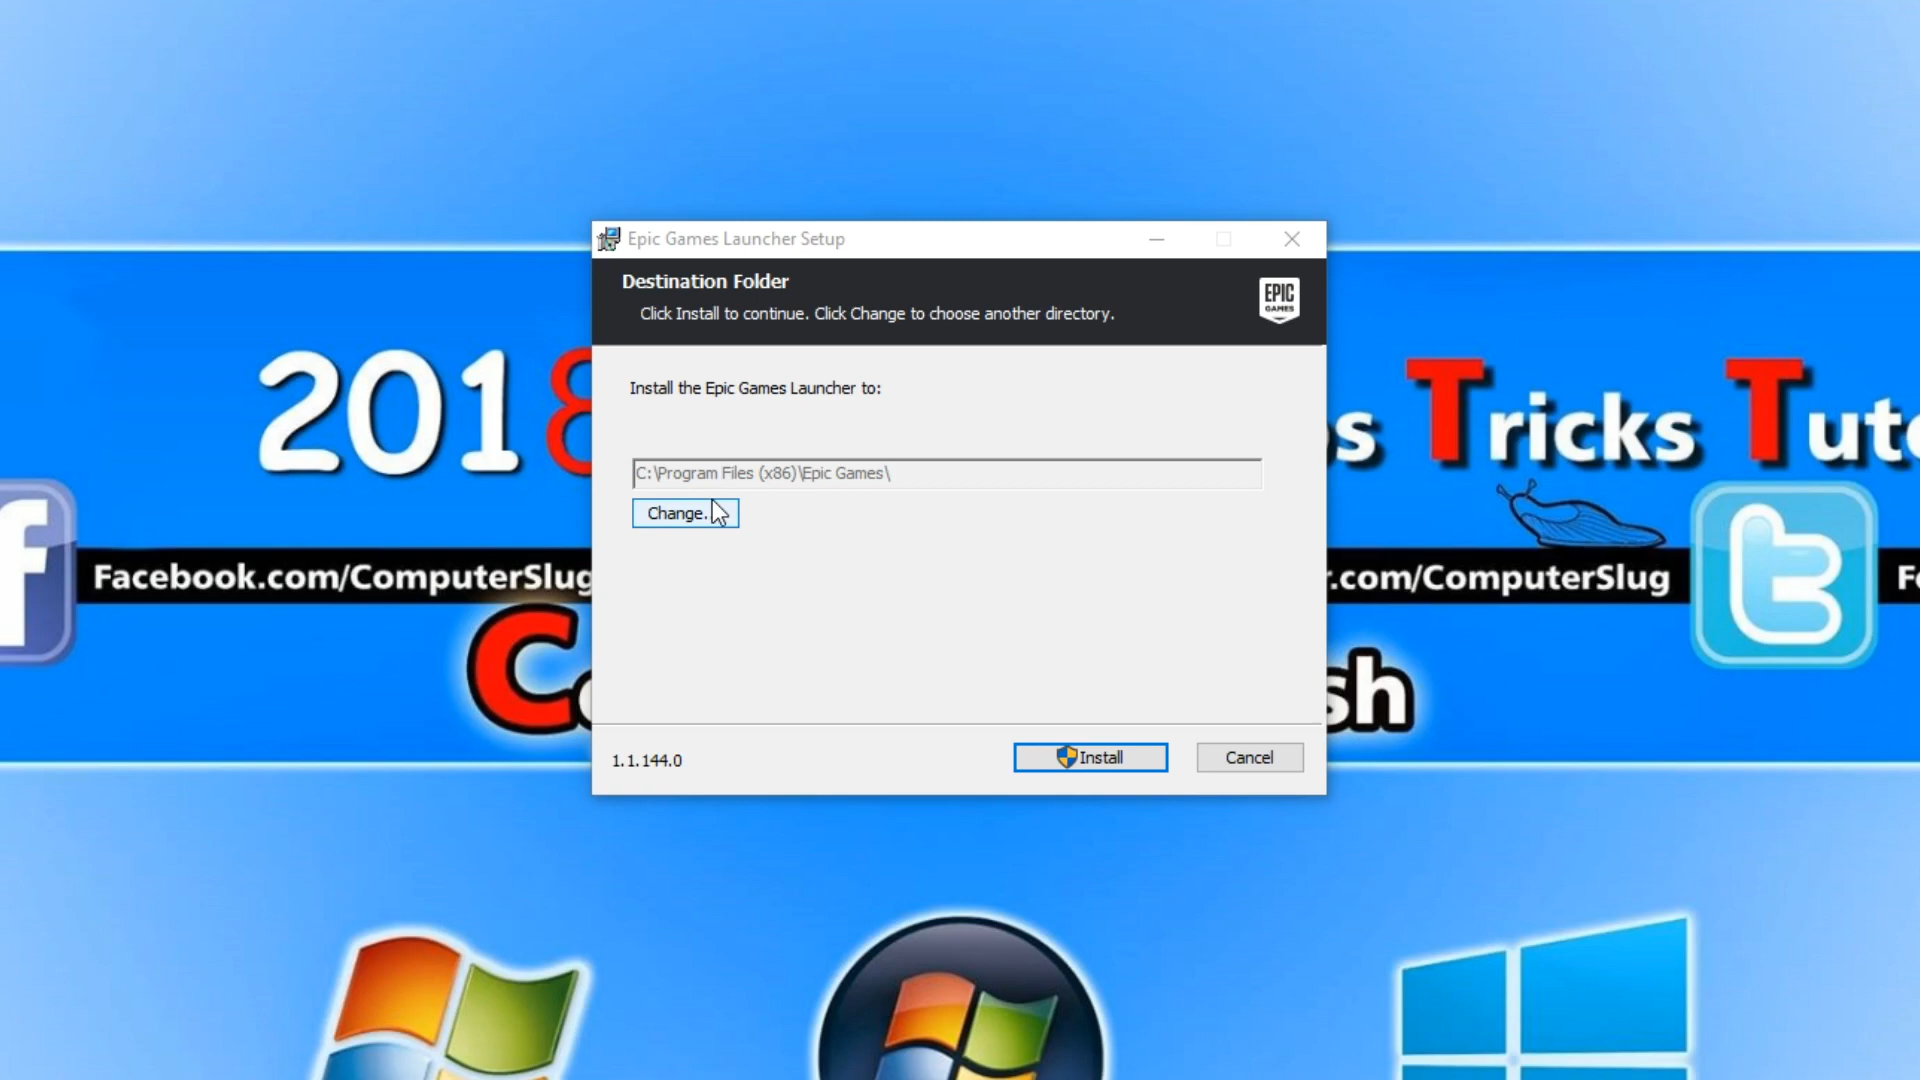 Epic Games Launcher Setup
Destination Folder
Click Install to continue. Click Change to choose another directory.
EPIC
GAMES
Install the Epic Games Launcher to:
C:\Program Files (x86)\Epic Games\
Change.
1.1.144.0
Install
Cancel
2018
s Tricks Tuto
f
Facebook.com/ComputerSlug
r.com/ComputerSlug
t
F
C
sh